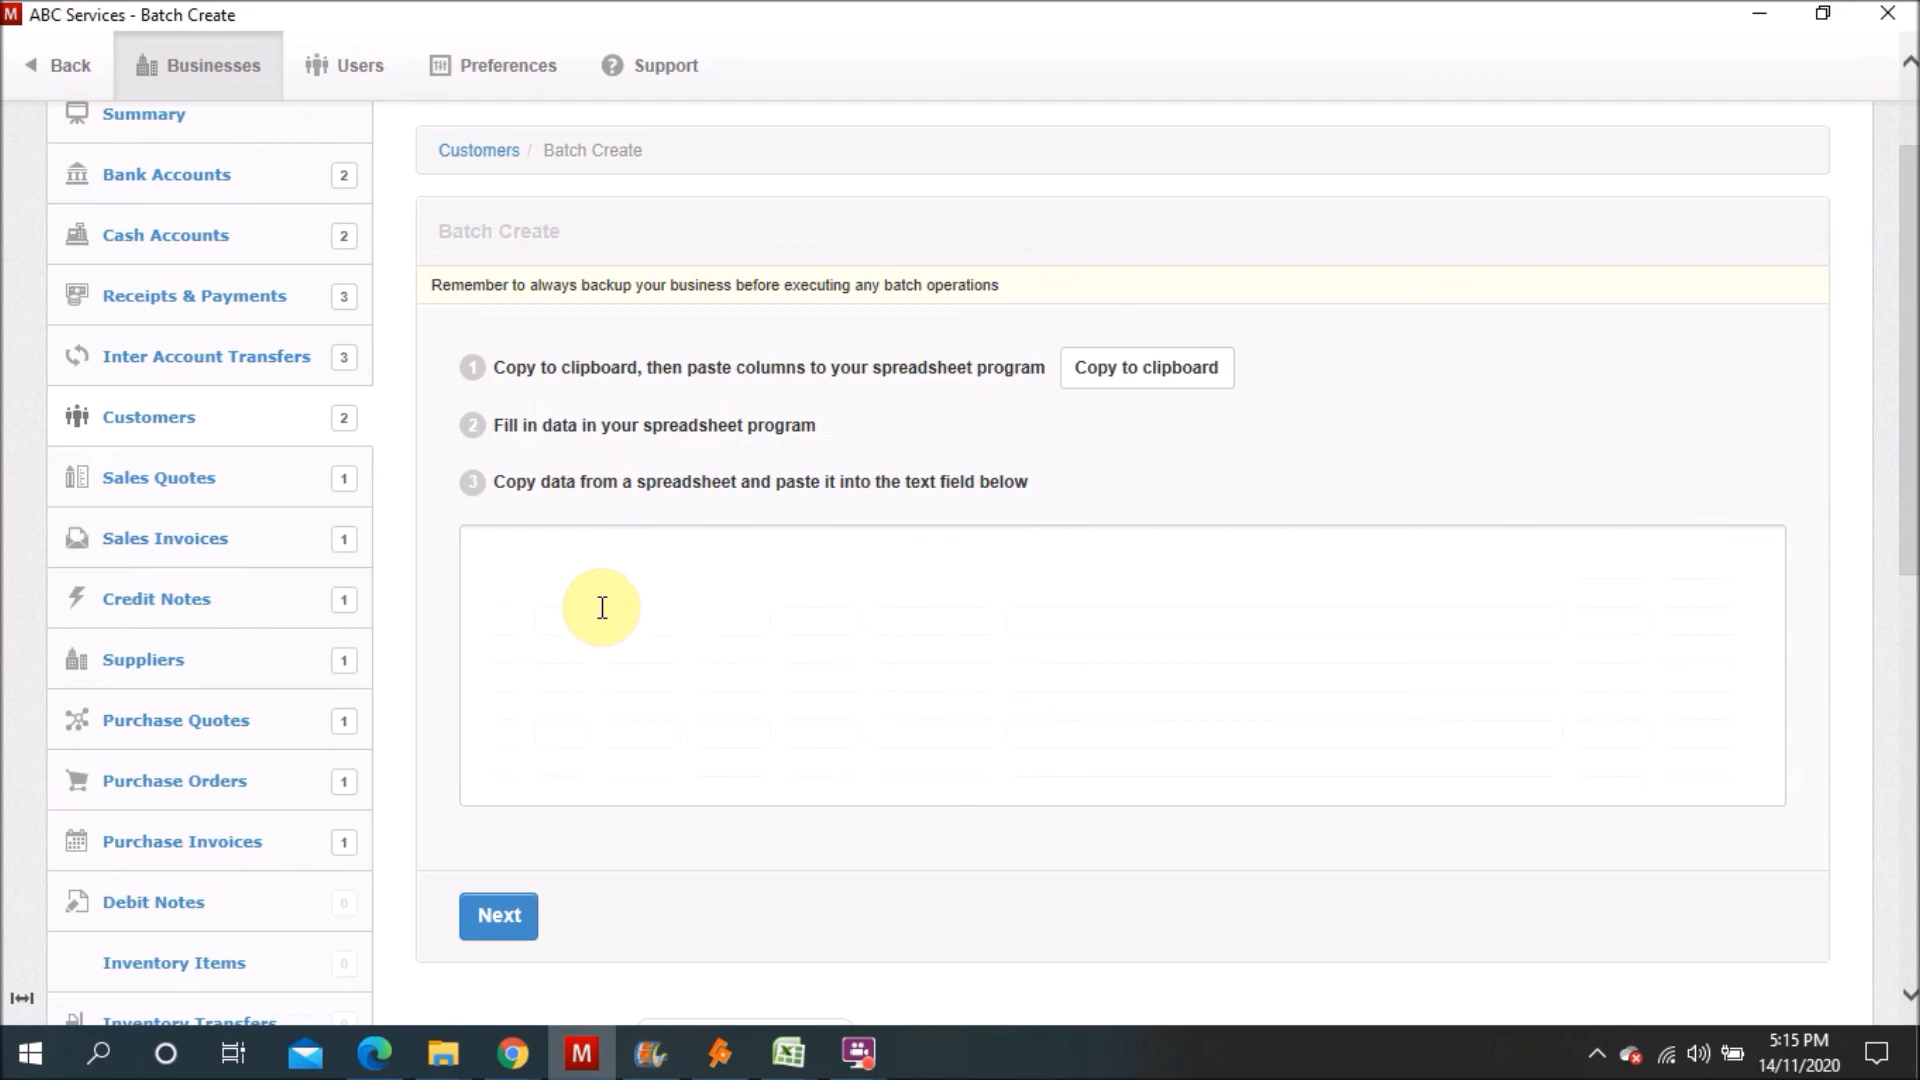 M ABC Services - Batch Create
Back
Businesses
Users
Preferences
Support
Summary
Bank Accounts 2
Cash Accounts 2
Receipts & Payments 3
Inter Account Transfers 3
Customers 2
Sales Quotes 1
Sales Invoices 1
Credit Notes 1
Suppliers 1
Purchase Quotes 1
Purchase Orders 1
Purchase Invoices 1
Debit Notes 0
Inventory Items 0
Inventory Transfers 0
Customers / Batch Create
Batch Create
Remember to always backup your business before executing any batch operations
1 Copy to clipboard, then paste columns to your spreadsheet program
Copy to clipboard
2 Fill in data in your spreadsheet program
3 Copy data from a spreadsheet and paste it into the text field below
Next
M
5:15 PM
14/11/2020